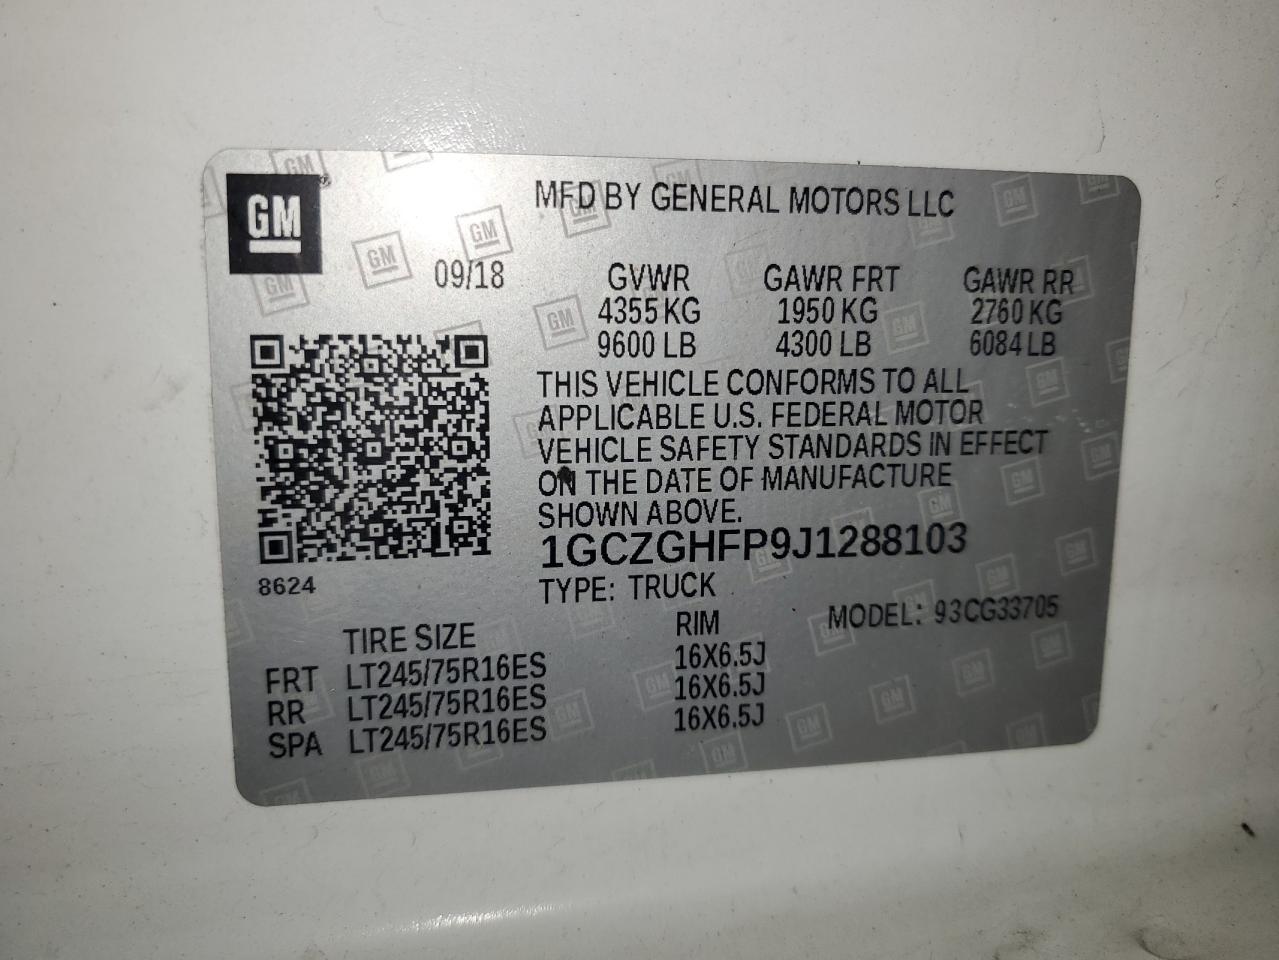 GM
MFD BY GENERAL MOTORS LLC
09/18
GVWR GAWR FRT GAWR RR
4355 KG 1950 KG 2760 KG
9600 LB 4300 LB 6084 LB
THIS VEHICLE CONFORMS TO ALL
APPLICABLE U.S. FEDERAL MOTOR
VEHICLE SAFETY STANDARDS IN EFFECT
ON THE DATE OF MANUFACTURE
SHOWN ABOVE.
1GCZGHFP9J1288103
8624
TYPE: TRUCK
MODEL: 93CG33705
TIRE SIZE RIM
FRT LT245/75R16ES 16X6.5J
RR LT245/75R16ES 16X6.5J
SPA LT245/75R16ES 16X6.5J